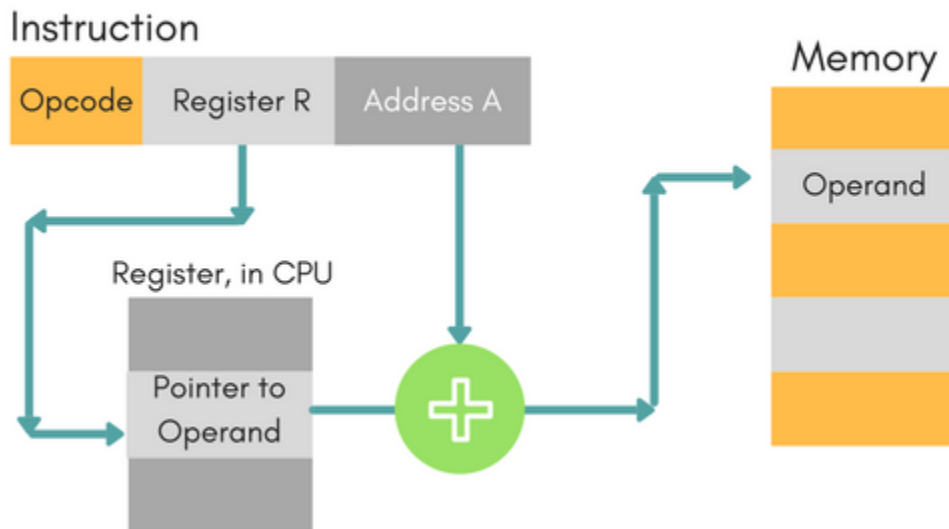 Instruction
Memory
Opcode
Register R
Address A
Operand
Register, in CPU
Pointer to
Operand